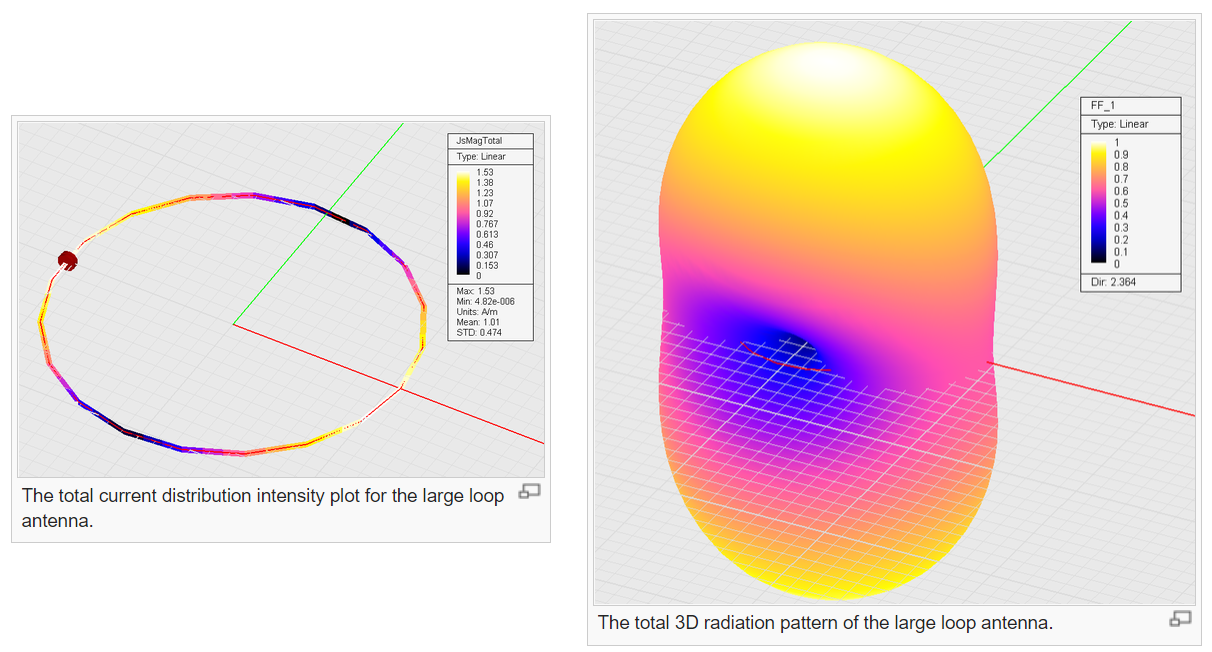 JsMagTotal
Type: Linear
1.53
1.38
1.23
1.07
0.92
0.767
0.613
0.46
0.307
0.153
0
Max: 1.53
Min: 4.82e-006
Units: A/m
Mean: 1.01
STD: 0.474
The total current distribution intensity plot for the large loop
antenna.
FF_1
Type: Linear
1
0.9
0.8
0.7
0.6
0.5
0.4
0.3
0.2
0.1
0
Dir: 2.364
The total 3D radiation pattern of the large loop antenna.